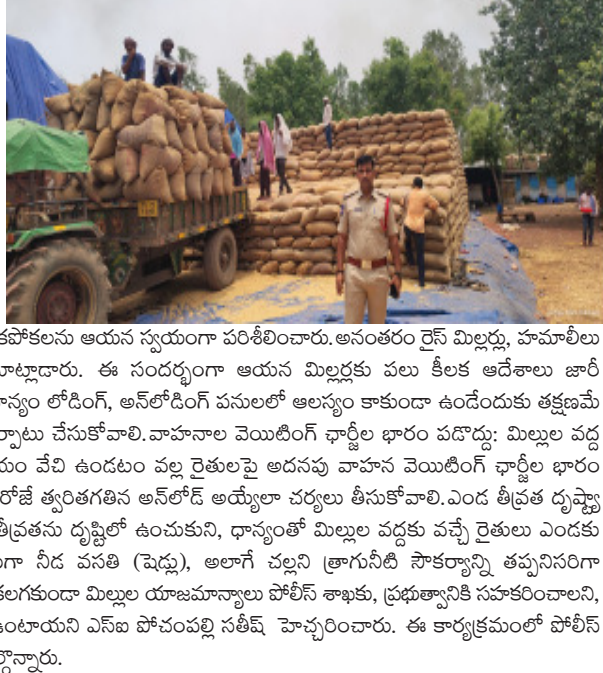 కపోకలను ఆయన స్వయంగా పరిశీలించారు.అనంతరం రైస్ మిల్లర్లు, హమాలీలు
మాట్లాడారు. ఈ సందర్భంగా ఆయన మిల్లర్లకు పలు కీలక ఆదేశాలు జారీ
లోడింగ్, అన్‌లోడింగ్ పనులలో ఆలస్యం కాకుండా ఉండేందుకు తక్షణమే
చేసుకోవాలి.వాహనాల వెయిటింగ్ ఛార్జీల భారం పడొద్దు: మిల్లుల వద్ద
వేచి ఉండటం వల్ల రైతులపై అదనపు వాహన వెయిటింగ్ ఛార్జీల భారం
రోజే త్వరితగతిన అన్‌లోడ్ అయ్యేలా చర్యలు తీసుకోవాలి.ఎండ తీవ్రత దృష్ట్యా
తీవ్రతను దృష్టిలో ఉంచుకుని, ధాన్యంతో మిల్లుల వద్దకు వచ్చే రైతులు ఎండకు
గా నీడ వసతి (షెడ్లు), అలాగే చల్లని త్రాగునీటి సౌకర్యాన్ని తప్పనిసరిగా
కలగకుండా మిల్లుల యాజమాన్యాలు పోలీస్ శాఖకు, ప్రభుత్వానికి సహకరించాలని,
ఉంటాయని ఎస్ఐ పోచంపల్లి సతీష్ హెచ్చరించారు. ఈ కార్యక్రమంలో పోలీస్
ల్గొన్నారు.